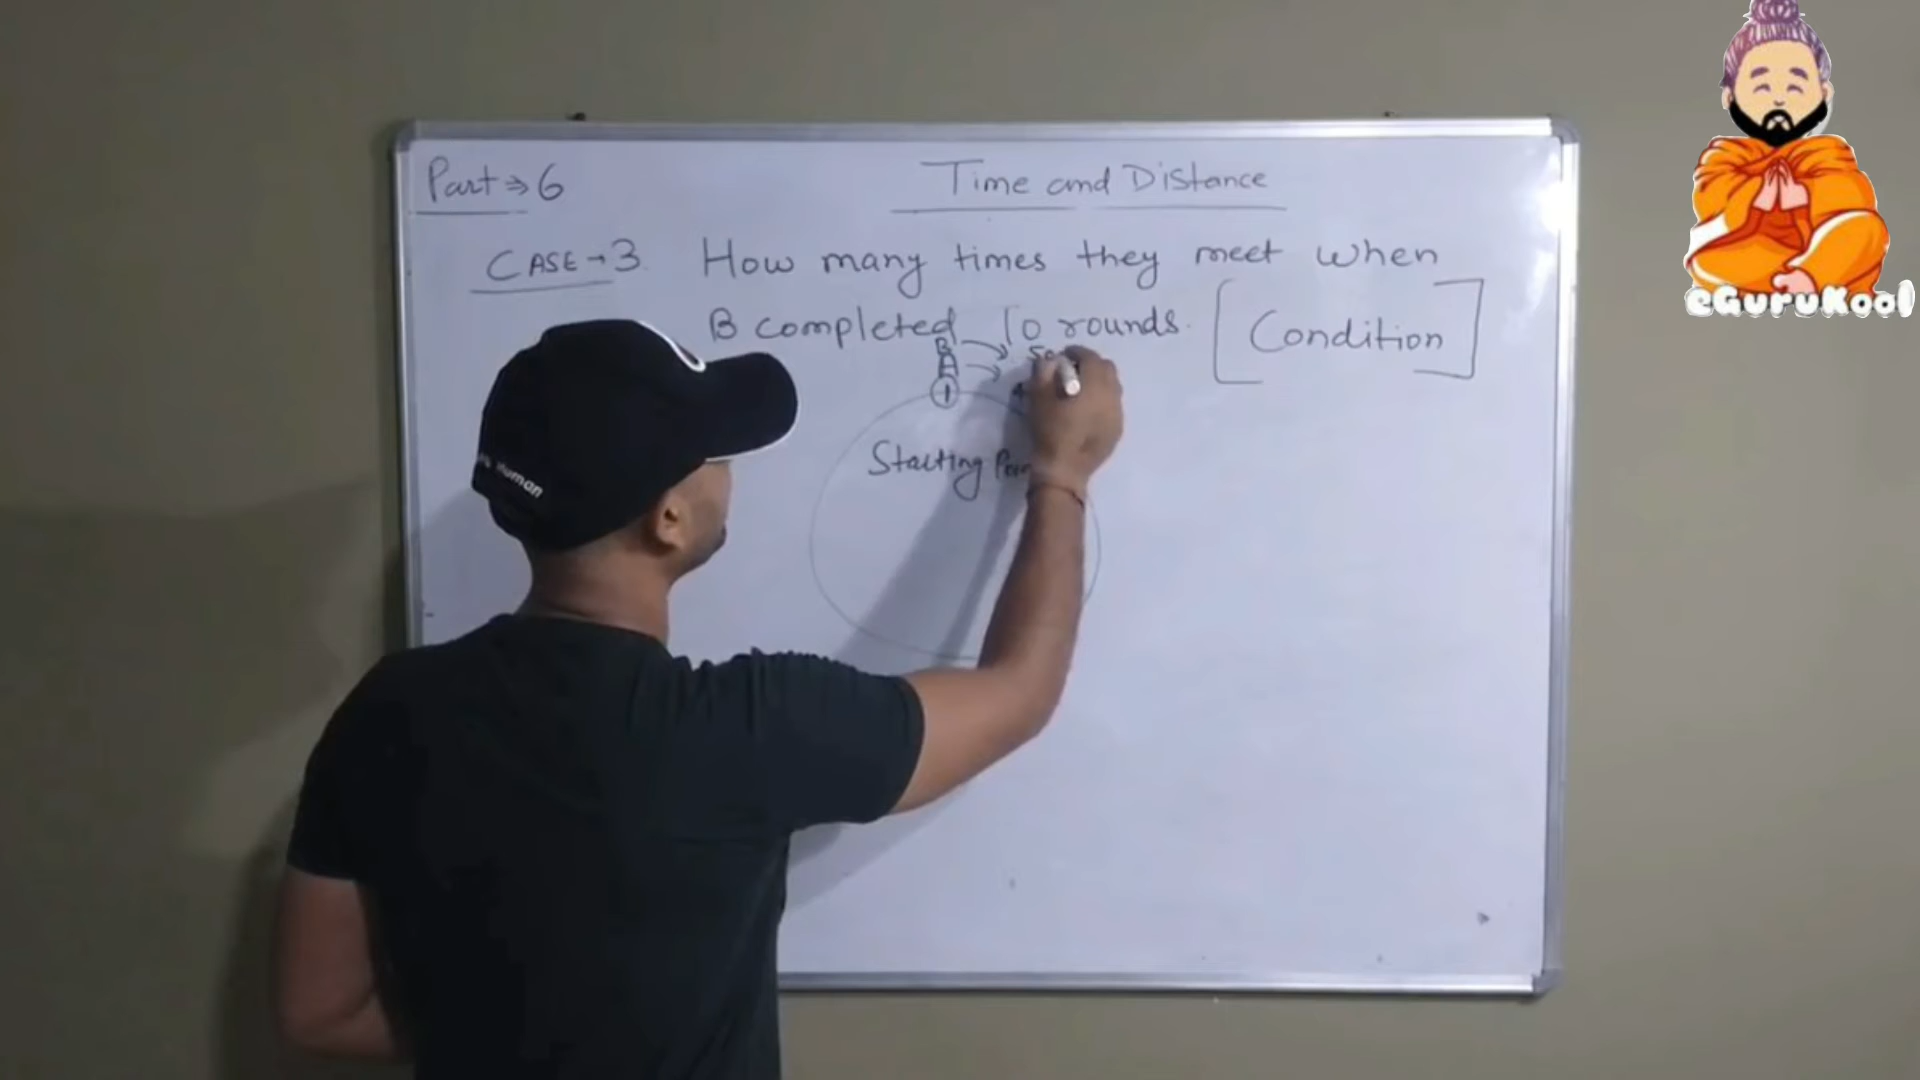 Part ⇒ 6
Time and Distance
CASE → 3 How many times they meet when
B completed 10 rounds. [Condition]
B
A
Starting
Human
eGuruKool